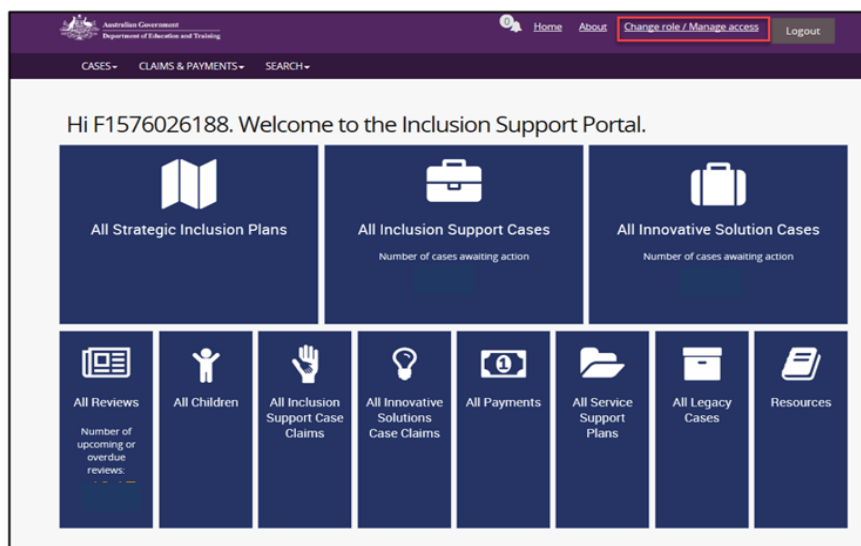 Australian Government
Department of Education and Training
0
Home
About
Change role / Manage access
Logout
CASES
CLAIMS & PAYMENTS
SEARCH
Hi F1576026188. Welcome to the Inclusion Support Portal.
All Strategic Inclusion Plans
All Inclusion Support Cases
Number of cases awaiting action
All Innovative Solution Cases
Number of cases awaiting action
All Reviews
Number of
upcoming or
overdue
reviews:
All Children
All Inclusion
Support Case
Claims
All Innovative
Solutions
Case Claims
1
All Payments
All Service
Support
Plans
All Legacy
Cases
Resources